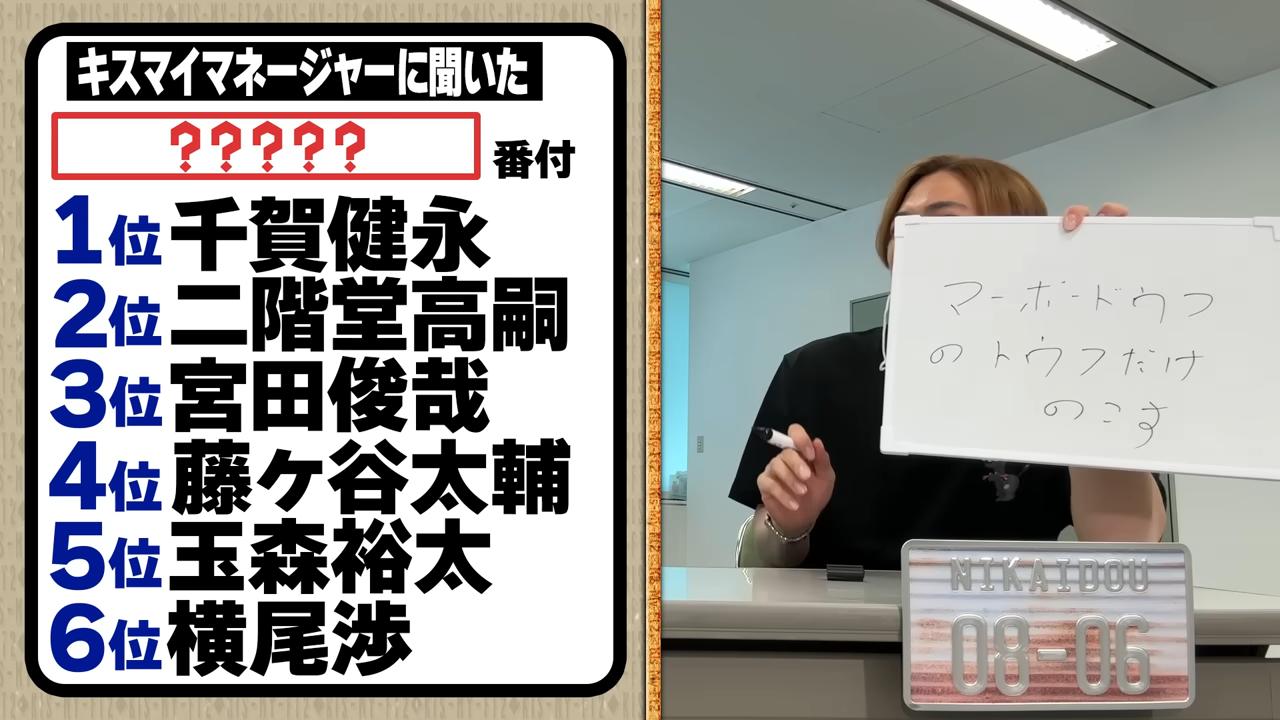 キスマイマネージャーに聞いた
?????
番付
1位 千賀健永
2位 二階堂高嗣
3位 宮田俊哉
4位 藤ヶ谷太輔
5位 玉森裕太
6位 横尾渉
マーボードウフ
のトウフだけ
のこす
NIKAIDOU
08-06